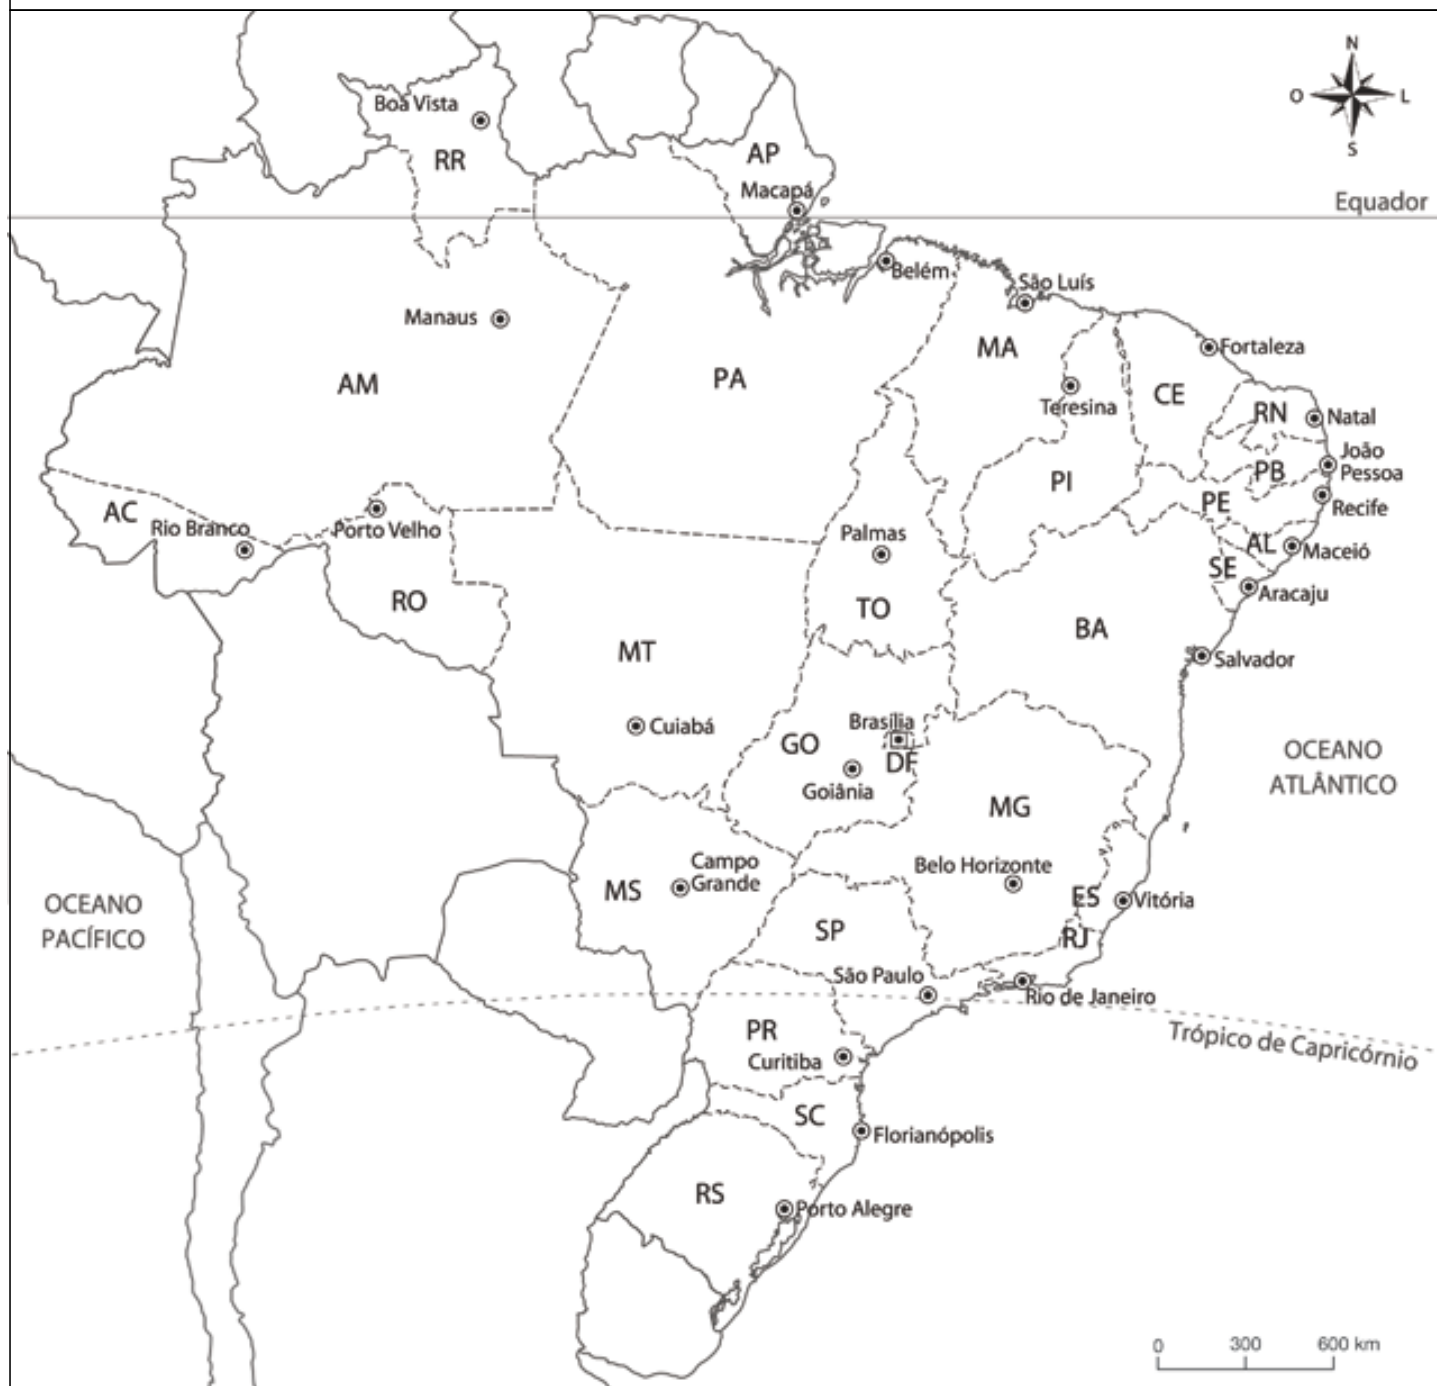 N
O
L
S
Boa Vista
RR
AP
Macapá
Equador
Belém
São Luís
Manaus
MA
Fortaleza
AM
PA
CE
Teresina
RN
Natal
João
Pessoa
PB
PI
PE
Recife
AC
Rio Branco
Porto Velho
Palmas
AL
Maceió
SE
Aracaju
RO
TO
BA
MT
Salvador
Cuiabá
Brasília
GO
DF
Goiânia
OCEANO
ATLÂNTICO
MG
Campo
Grande
MS
Belo Horizonte
ES
Vitória
OCEANO
PACÍFICO
SP
RJ
São Paulo
Rio de Janeiro
PR
Curitiba
Trópico de Capricórnio
SC
Florianópolis
RS
Porto Alegre
0 300 600 km